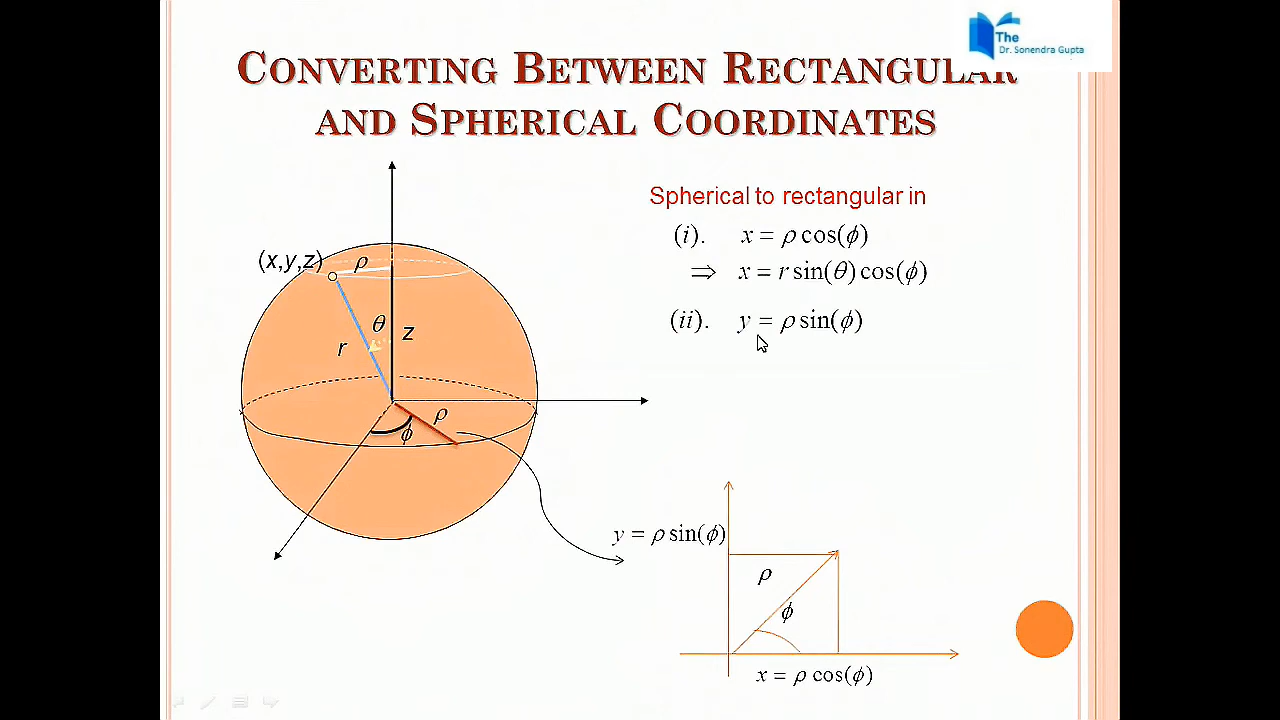 The
Dr. Sonendra Gupta
CONVERTING BETWEEN RECTANGULAR
AND SPHERICAL COORDINATES
Spherical to rectangular in
(i). x = ρ cos(ϕ)
⇒ x = r sin(θ) cos(ϕ)
(ii). y = ρ sin(ϕ)
(x,y,z)
ρ
θ
z
r
ρ
ϕ
y = ρ sin(ϕ)
ρ
ϕ
x = ρ cos(ϕ)